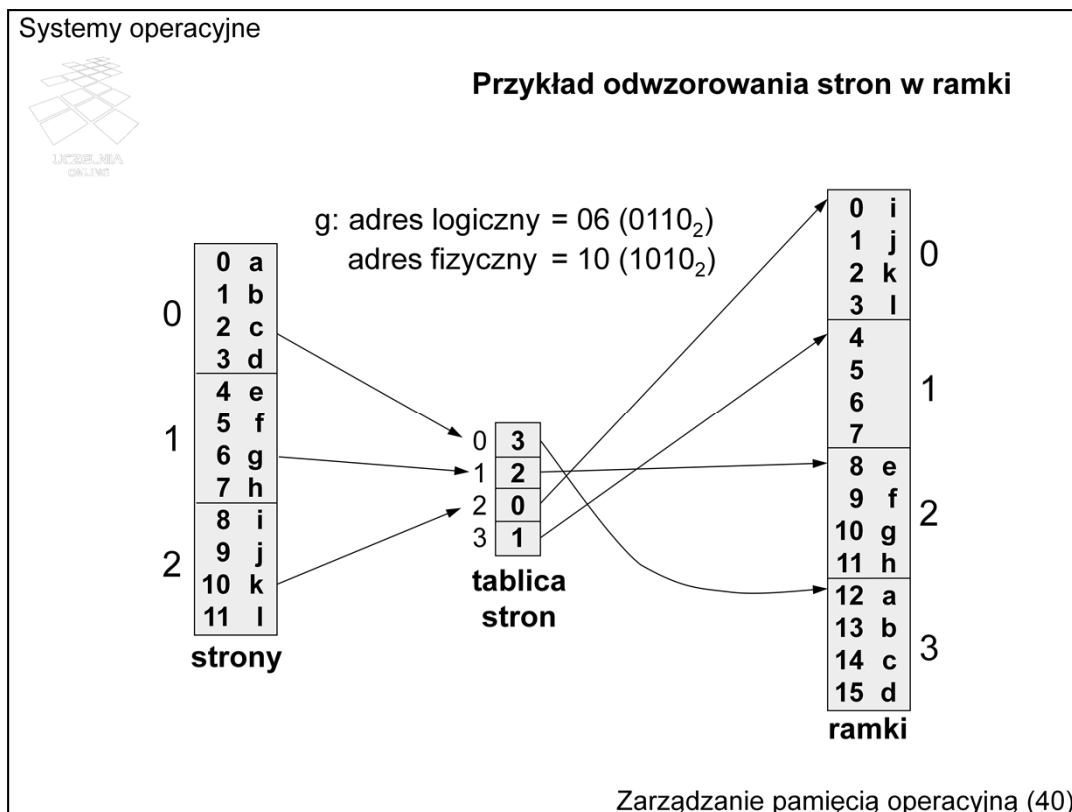 Systemy operacyjne
UCZELNIA
ONLINE
Przykład odwzorowania stron w ramki
g: adres logiczny = 06 (0110₂)
adres fizyczny = 10 (1010₂)
0
0 a
1 b
2 c
3 d
1
4 e
5 f
6 g
7 h
2
8 i
9 j
10 k
11 l
strony
0 3
1 2
2 0
3 1
tablica
stron
0 i
1 j
2 k
3 l
0
4
5
6
7
1
8 e
9 f
10 g
11 h
2
12 a
13 b
14 c
15 d
3
ramki
Zarządzanie pamięcią operacyjną (40)